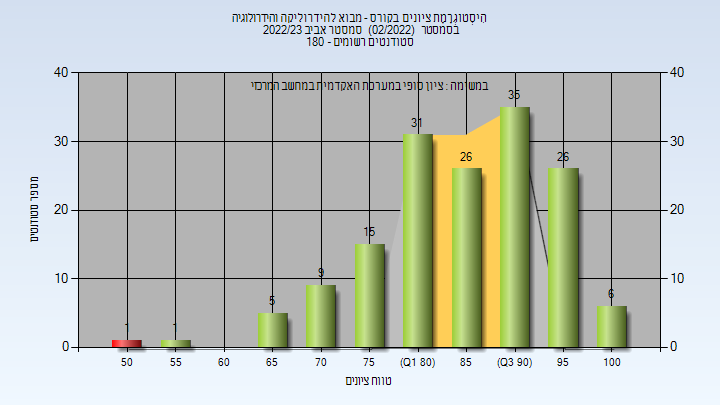 היסטוגרמת ציונים בקורס - מבוא להידרוליקה והידרולוגיה
בסמסטר (02/2022) סמסטר אביב 2022/23
סטודנטים רשומים - 180
במשימה : ציון סופי במערכת האקדמית במחשב המרכזי
40 40
30 30
20 20
10 10
0 0
מספר סטודנטים
1 1 5 9 15 31 26 35 26 6
50 55 60 65 70 75 (Q1 80) 85 (Q3 90) 95 100
טווח ציונים